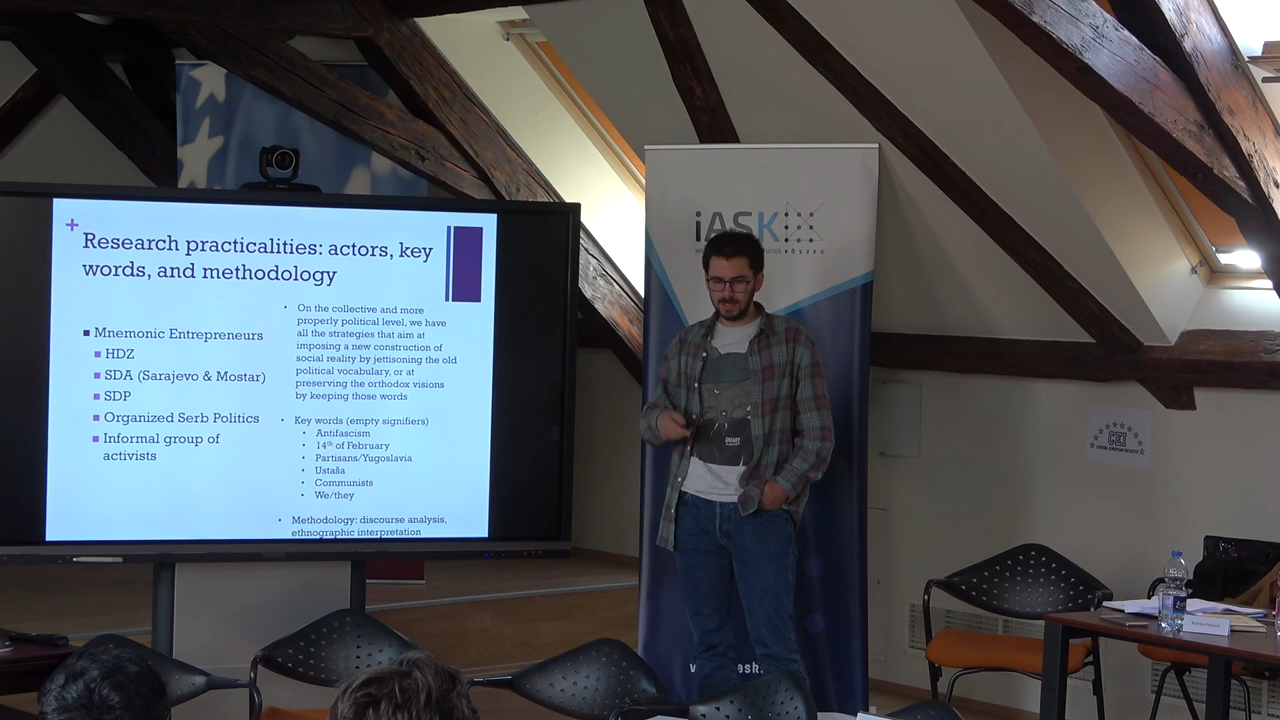 +
Research practicalities: actors, key
words, and methodology
Mnemonic Entrepreneurs
HDZ
SDA (Sarajevo & Mostar)
SDP
Organized Serb Politics
Informal group of
activists
• On the collective and more
properly political level, we have
all the strategies that aim at
imposing a new construction of
social reality by jettisoning the old
political vocabulary, or at
preserving the orthodox visions
by keeping those words
• Key words (empty signifiers)
• Antifascism
• 14th of February
• Partisans/Yugoslavia
• Ustaša
• Communists
• We/they
• Methodology: discourse analysis,
ethnographic interpretation
iASK
KŐSZEG
CEI
CENTRAL EUROPEAN INITIATIVE